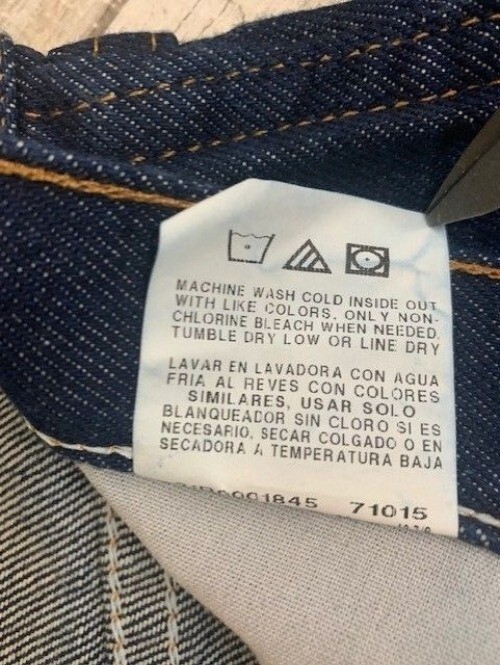 MACHINE WASH COLD INSIDE OUT
WITH LIKE COLORS. ONLY NON-
CHLORINE BLEACH WHEN NEEDED.
TUMBLE DRY LOW OR LINE DRY
LAVAR EN LAVADORA CON AGUA
FRIA AL REVES CON COLORES
SIMILARES, USAR SOLO
BLANQUEADOR SIN CLORO SI ES
NECESARIO. SECAR COLGADO O EN
SECADORA A TEMPERATURA BAJA
71015